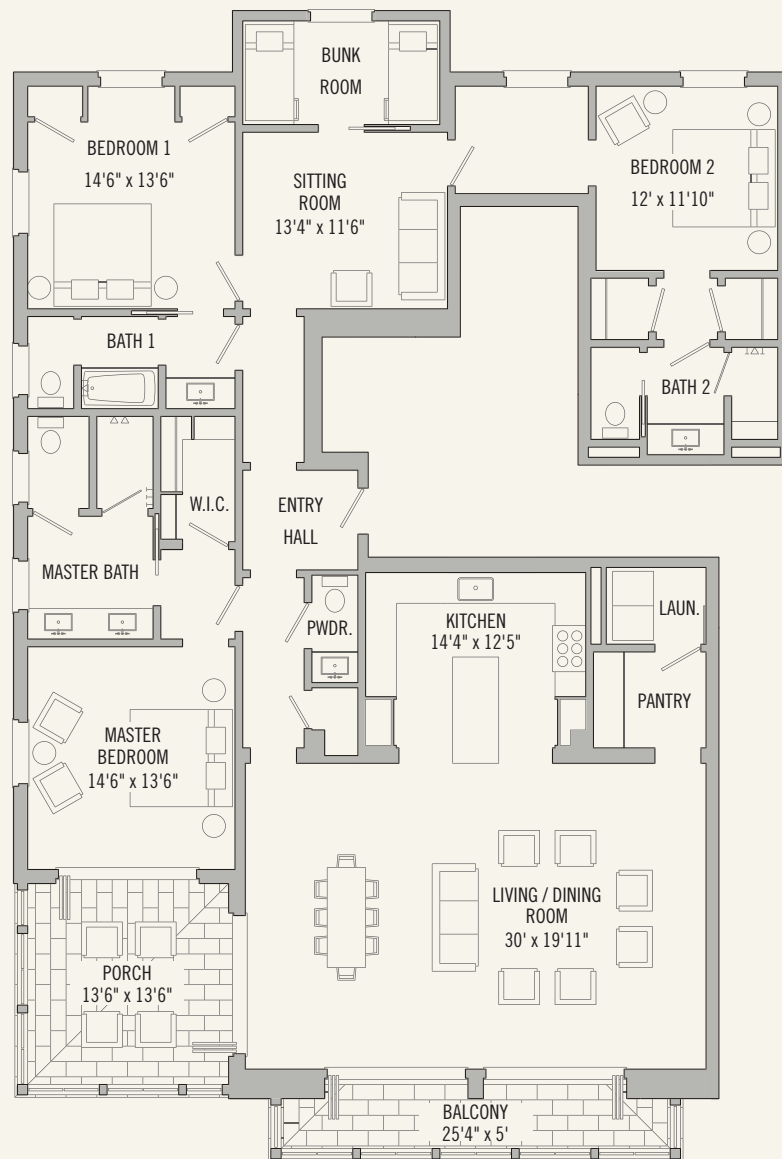 BUNK
ROOM
BEDROOM 1
14'6" x 13'6"
SITTING
ROOM
13'4" x 11'6"
BEDROOM 2
12' x 11'10"
BATH 1
BATH 2
W.I.C.
ENTRY
HALL
MASTER BATH
PWDR.
KITCHEN
14'4" x 12'5"
LAUN.
PANTRY
MASTER
BEDROOM
14'6" x 13'6"
LIVING / DINING
ROOM
30' x 19'11"
PORCH
13'6" x 13'6"
BALCONY
25'4" x 5'